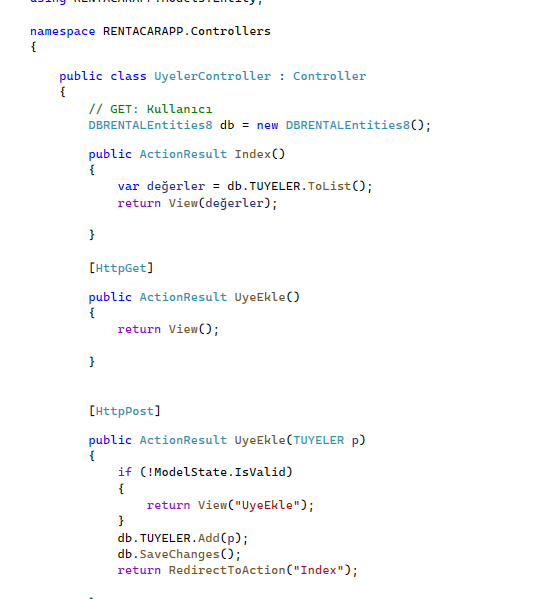 using RENTACARAPP.Models.Entity;
namespace RENTACARAPP.Controllers
{
public class UyelerController : Controller
{
// GET: Kullanıcı
DBRENTALEntities8 db = new DBRENTALEntities8();
public ActionResult Index()
{
var değerler = db.TUYELER.ToList();
return View(değerler);
}
[HttpGet]
public ActionResult UyeEkle()
{
return View();
}
[HttpPost]
public ActionResult UyeEkle(TUYELER p)
{
if (!ModelState.IsValid)
{
return View("UyeEkle");
}
db.TUYELER.Add(p);
db.SaveChanges();
return RedirectToAction("Index");
}